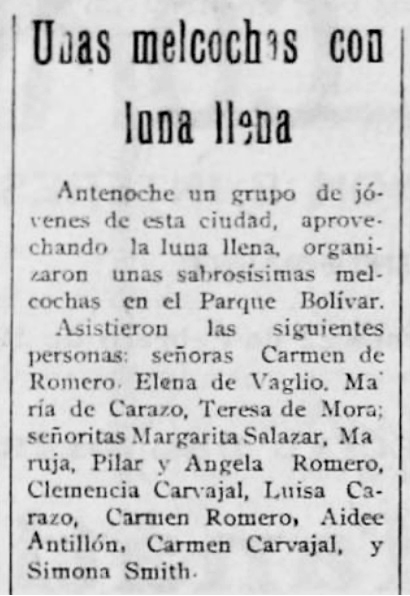 Unas melcochas con
luna llena
Antenoche un grupo de jó-
venes de esta ciudad, aprove-
chando la luna llena, organi-
zaron unas sabrosísimas mel-
cochas en el Parque Bolívar.
Asistieron las siguientes
personas: señoras Carmen de
Romero, Elena de Vaglio, Ma
ría de Carazo, Teresa de Mora;
señoritas Margarita Salazar, Ma
ruja, Pilar y Angela Romero,
Clemencia Carvajal, Luisa Ca-
razo, Carmen Romero, Aidee
Antillón, Carmen Carvajal, y
Simona Smith.